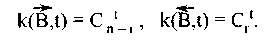 k(B⃗,t) = C_{n-r}^{t}, k(B⃗) = C_{r}^{t}.